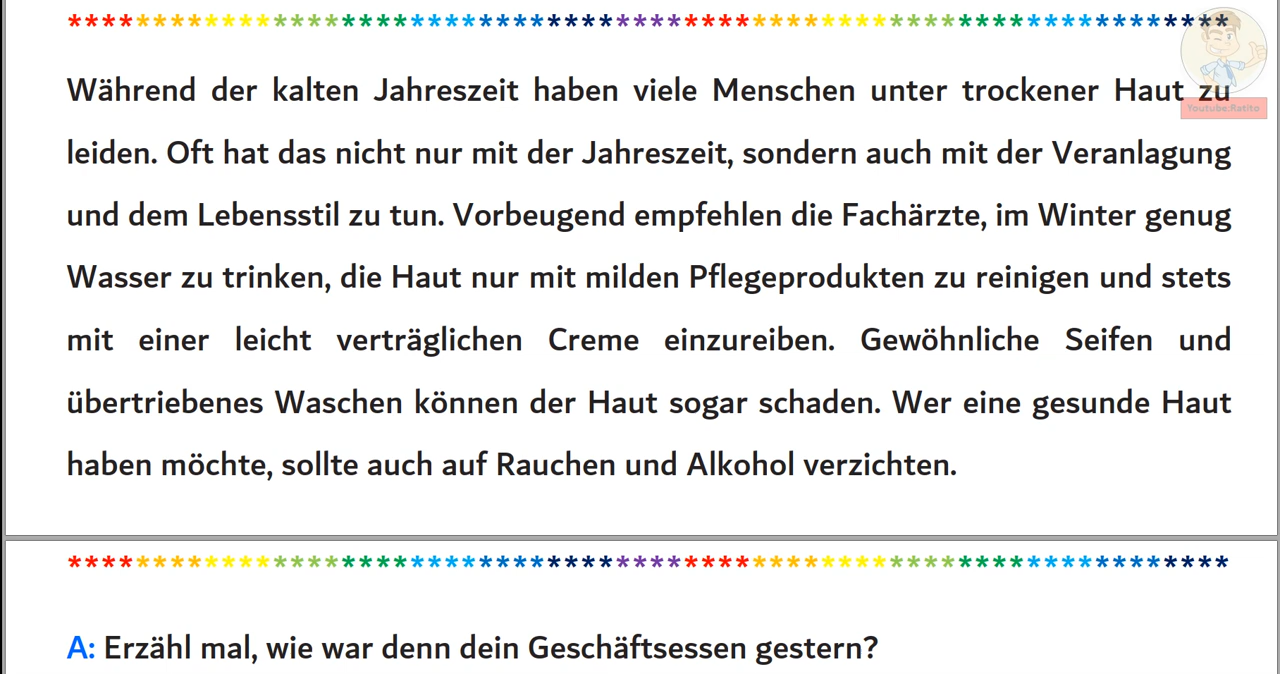 ************************************************************************
Während der kalten Jahreszeit haben viele Menschen unter trockener Haut zu
leiden. Oft hat das nicht nur mit der Jahreszeit, sondern auch mit der Veranlagung
und dem Lebensstil zu tun. Vorbeugend empfehlen die Fachärzte, im Winter genug
Wasser zu trinken, die Haut nur mit milden Pflegeprodukten zu reinigen und stets
mit einer leicht verträglichen Creme einzureiben. Gewöhnliche Seifen und
übertriebenes Waschen können der Haut sogar schaden. Wer eine gesunde Haut
haben möchte, sollte auch auf Rauchen und Alkohol verzichten.
Youtube:Ratito
************************************************************************
A: Erzähl mal, wie war denn dein Geschäftsessen gestern?